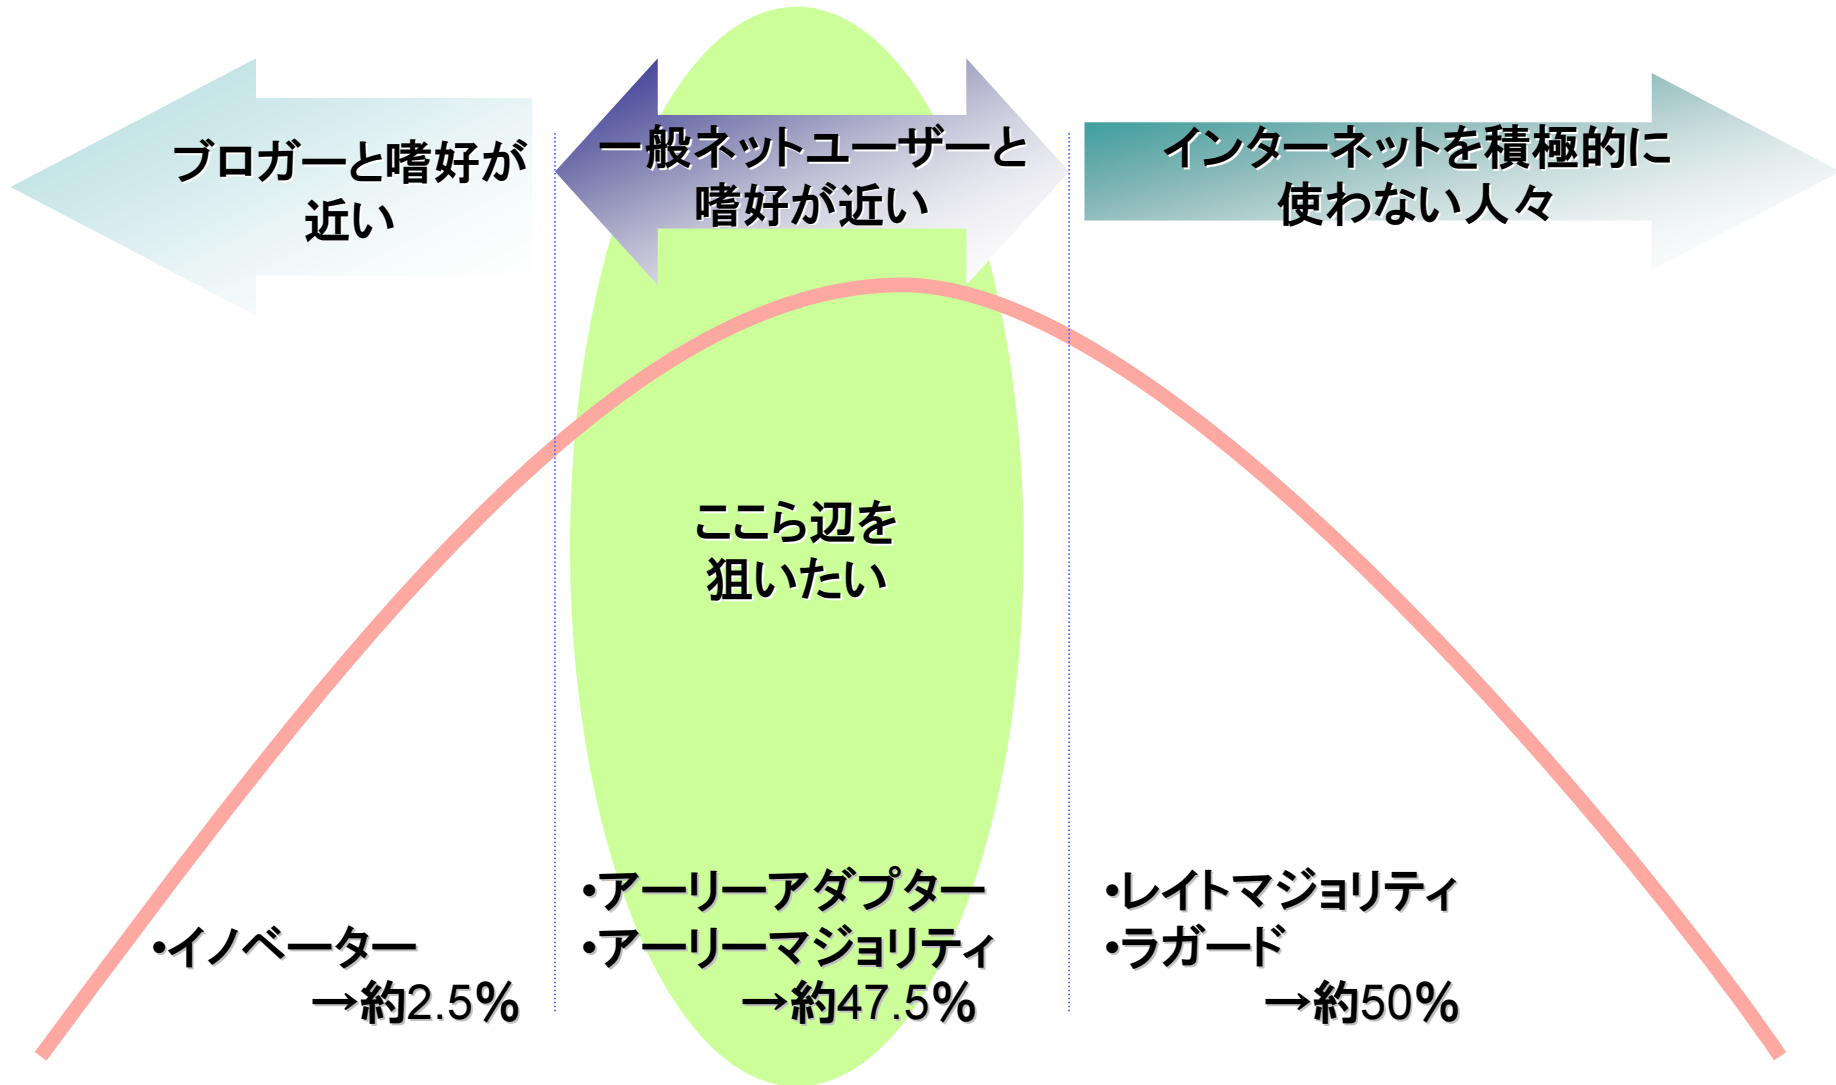 ブロガーと嗜好が
近い
一般ネットユーザーと
嗜好が近い
インターネットを積極的に
使わない人々
ここら辺を
狙いたい
・イノベーター
→約2.5%
・アーリーアダプター
・アーリーマジョリティ
→約47.5%
・レイトマジョリティ
・ラガード
→約50%